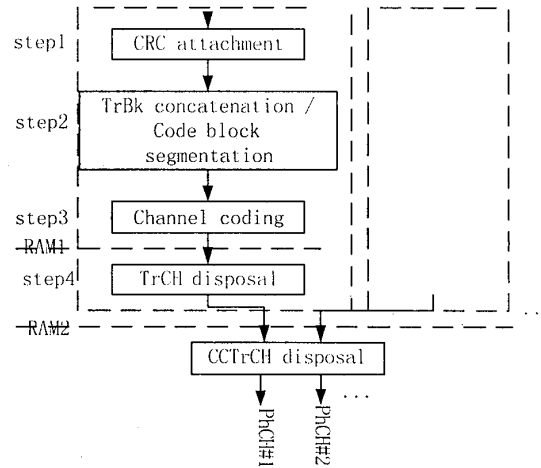 step1
CRC attachment
step2
TrBk concatenation /
Code block
segmentation
step3
Channel coding
RAM1
step4
TrCH disposal
RAM2
CCTrCH disposal
PhCH#1
PhCH#2
...